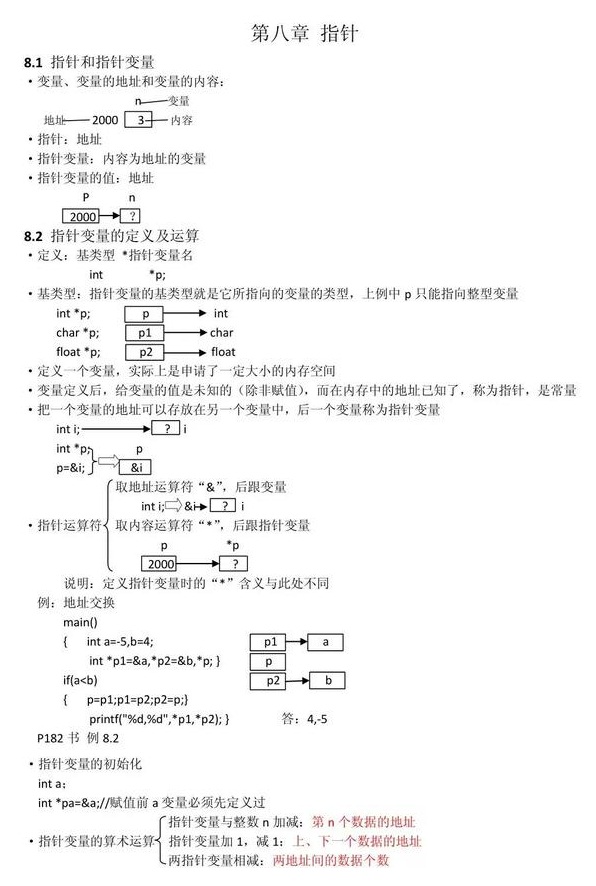 第八章 指针
8.1 指针和指针变量
·变量、变量的地址和变量的内容：
n 变量
地址 2000 3 内容
·指针：地址
·指针变量：内容为地址的变量
·指针变量的值：地址
P n
2000 ?
8.2 指针变量的定义及运算
·定义：基类型 *指针变量名
int *p;
·基类型：指针变量的基类型就是它所指向的变量的类型，上例中 p 只能指向整型变量
int *p; p int
char *p; p1 char
float *p; p2 float
·定义一个变量，实际上是申请了一定大小的内存空间
·变量定义后，给变量的值是未知的（除非赋值），而在内存中的地址已知了，称为指针，是常量
·把一个变量的地址可以存放在另一个变量中，后一个变量称为指针变量
int i; ? i
int *p; p
p=&i; &i
取地址运算符“&”，后跟变量
int i; &i ? i
·指针运算符 取内容运算符“*”，后跟指针变量
p *p
2000 ?
说明：定义指针变量时的“*”含义与此处不同
例：地址交换
main()
{ int a=-5,b=4; p1 a
int *p1=&a,*p2=&b,*p; } p
if(a<b) p2 b
{ p=p1;p1=p2;p2=p;}
printf("%d,%d",*p1,*p2); } 答：4,-5
P182 书 例 8.2
·指针变量的初始化
int a；
int *pa=&a;//赋值前 a 变量必须先定义过
指针变量与整数 n 加减：第 n 个数据的地址
·指针变量的算术运算 指针变量加 1，减 1：上、下一个数据的地址
两指针变量相减：两地址间的数据个数